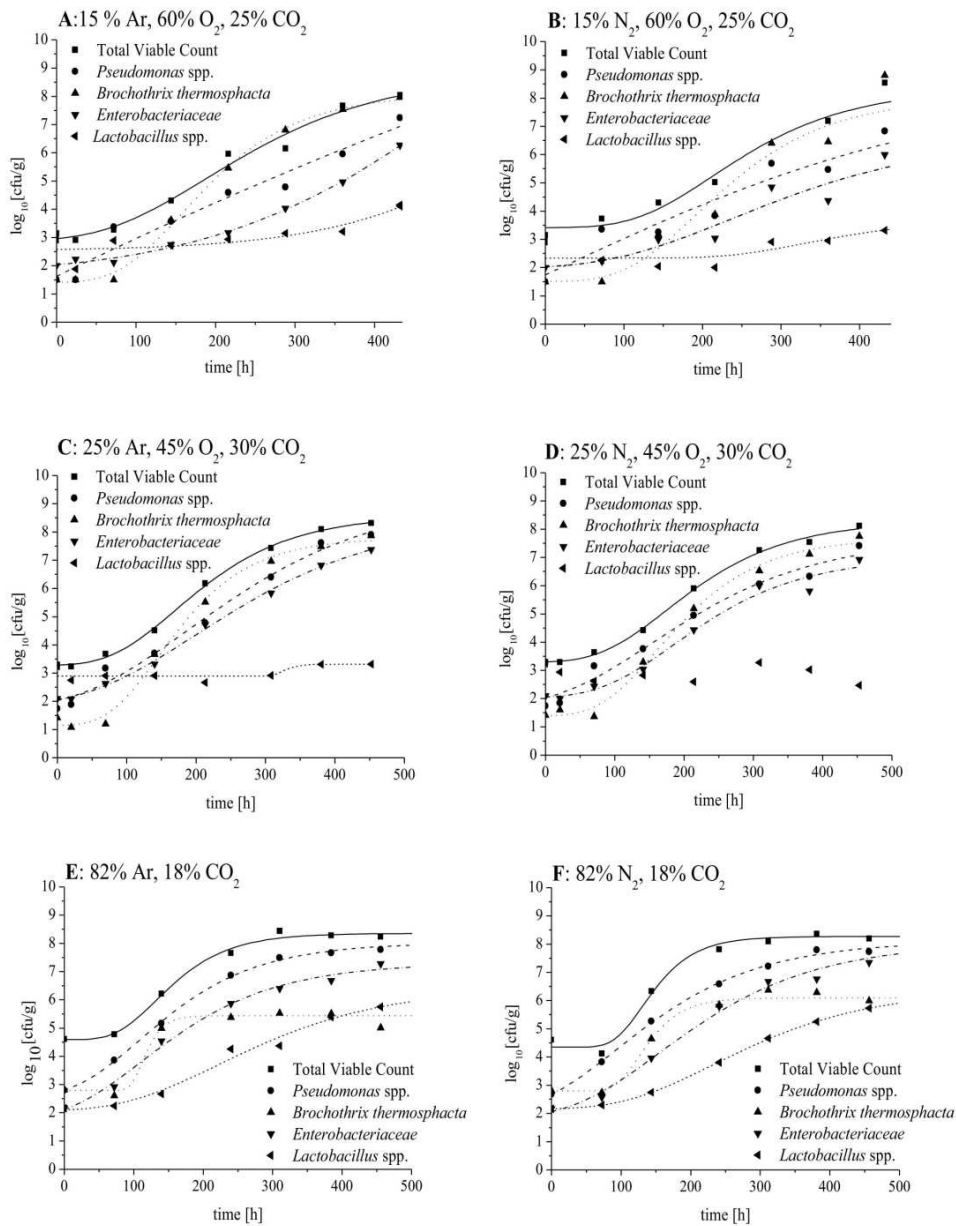 A:15 % Ar, 60% O2, 25% CO2
Total Viable Count
Pseudomonas spp.
Brochothrix thermosphacta
Enterobacteriaceae
Lactobacillus spp.
log10[cfu/g]
10
9
8
7
6
5
4
3
2
1
0
0 100 200 300 400
time [h]
B: 15% N2, 60% O2, 25% CO2
Total Viable Count
Pseudomonas spp.
Brochothrix thermosphacta
Enterobacteriaceae
Lactobacillus spp.
log10[cfu/g]
10
9
8
7
6
5
4
3
2
1
0
0 100 200 300 400
time [h]
C: 25% Ar, 45% O2, 30% CO2
Total Viable Count
Pseudomonas spp.
Brochothrix thermosphacta
Enterobacteriaceae
Lactobacillus spp.
log10[cfu/g]
10
9
8
7
6
5
4
3
2
1
0
0 100 200 300 400 500
time [h]
D: 25% N2, 45% O2, 30% CO2
Total Viable Count
Pseudomonas spp.
Brochothrix thermosphacta
Enterobacteriaceae
Lactobacillus spp.
log10[cfu/g]
10
9
8
7
6
5
4
3
2
1
0
0 100 200 300 400 500
time [h]
E: 82% Ar, 18% CO2
log10[cfu/g]
10
9
8
7
6
5
4
3
2
1
0
Total Viable Count
Pseudomonas spp.
Brochothrix thermosphacta
Enterobacteriaceae
Lactobacillus spp.
0 100 200 300 400 500
time [h]
F: 82% N2, 18% CO2
log10[cfu/g]
10
9
8
7
6
5
4
3
2
1
0
Total Viable Count
Pseudomonas spp.
Brochothrix thermosphacta
Enterobacteriaceae
Lactobacillus spp.
0 100 200 300 400 500
time [h]